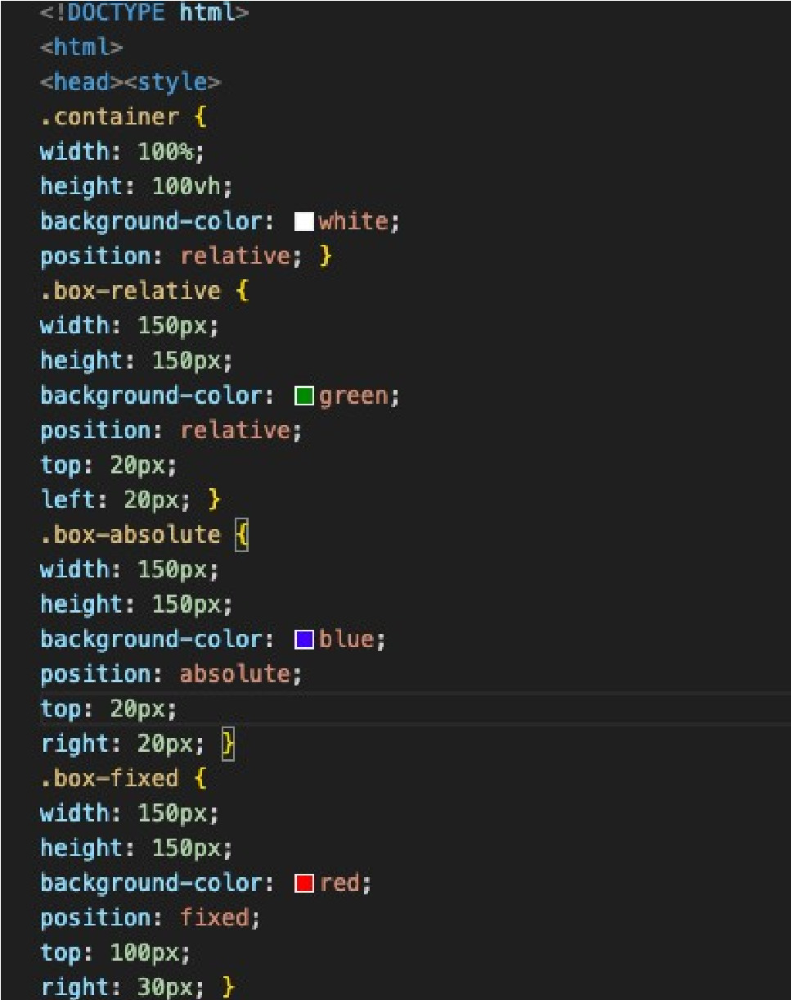 <!DOCTYPE html>
<html>
<head><style>
.container {
width: 100%;
height: 100vh;
background-color: white;
position: relative; }
.box-relative {
width: 150px;
height: 150px;
background-color: green;
position: relative;
top: 20px;
left: 20px; }
.box-absolute {
width: 150px;
height: 150px;
background-color: blue;
position: absolute;
top: 20px;
right: 20px; }
.box-fixed {
width: 150px;
height: 150px;
background-color: red;
position: fixed;
top: 100px;
right: 30px; }